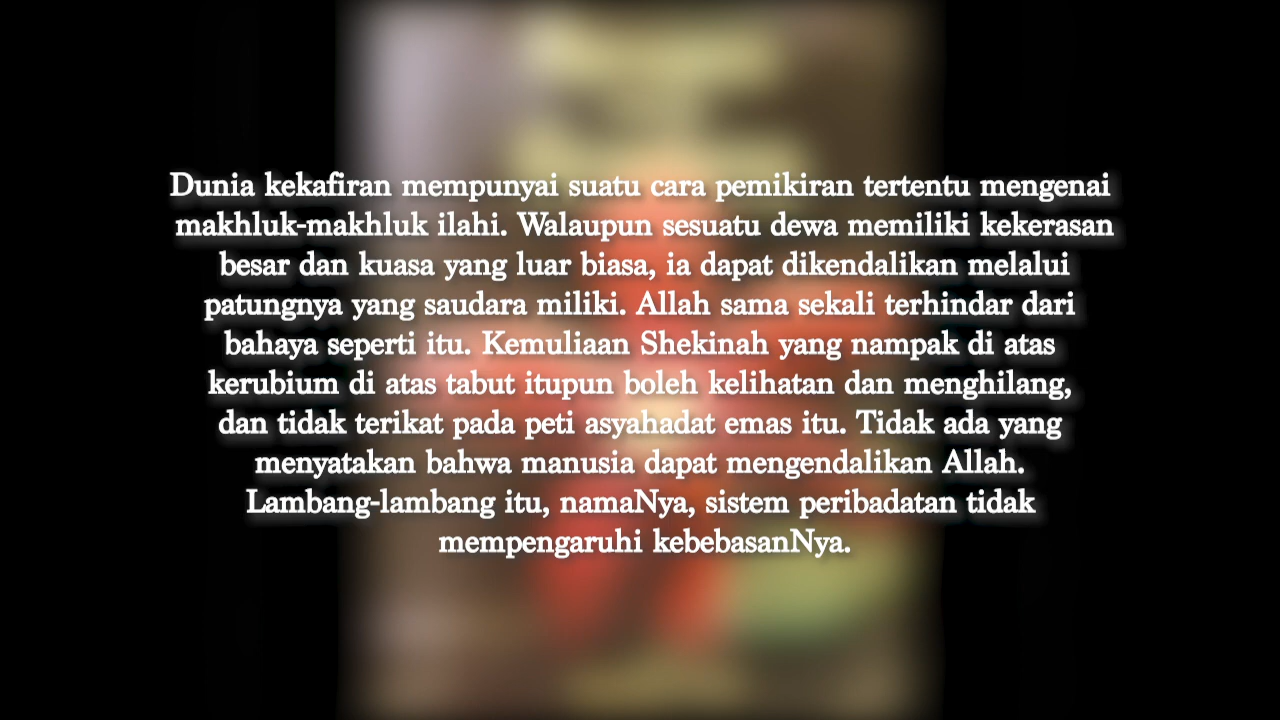 Dunia kekafiran mempunyai suatu cara pemikiran tertentu mengenai
makhluk-makhluk ilahi. Walaupun sesuatu dewa memiliki kekerasan
besar dan kuasa yang luar biasa, ia dapat dikendalikan melalui
patungnya yang saudara miliki. Allah sama sekali terhindar dari
bahaya seperti itu. Kemuliaan Shekinah yang nampak di atas
kerubium di atas tabut itupun boleh kelihatan dan menghilang,
dan tidak terikat pada peti asyahadat emas itu. Tidak ada yang
menyatakan bahwa manusia dapat mengendalikan Allah.
Lambang-lambang itu, namaNya, sistem peribadatan tidak
mempengaruhi kebebasanNya.